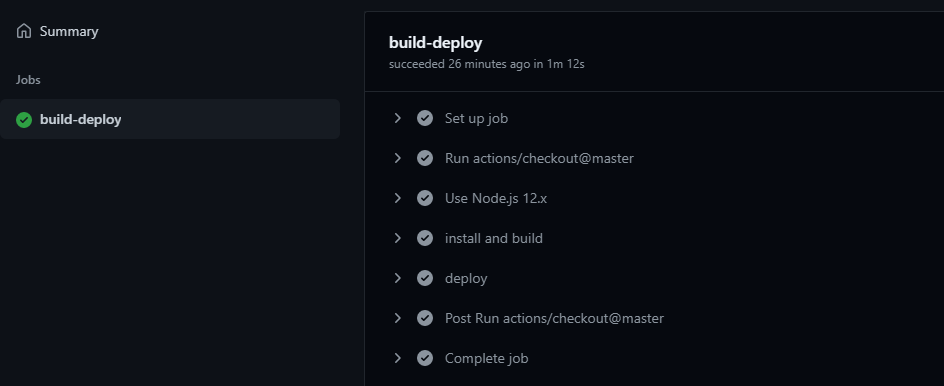 Summary
Jobs
build-deploy
build-deploy
succeeded 26 minutes ago in 1m 12s
Set up job
Run actions/checkout@master
Use Node.js 12.x
install and build
deploy
Post Run actions/checkout@master
Complete job